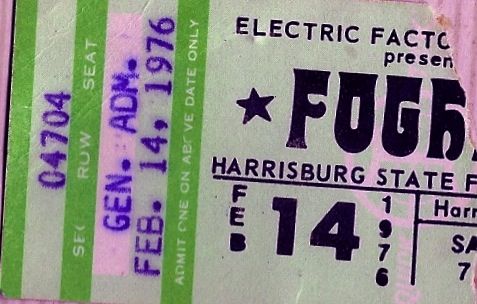 04704
SEC ROW SEAT
GEN. ADM.
FEB. 14, 1976
ADMIT ONE ON ABOVE DATE ONLY
ELECTRIC FACTO
presen
★ FOGH
HARRISBURG STATE F
FEB 14 1976
Harr
SA
7